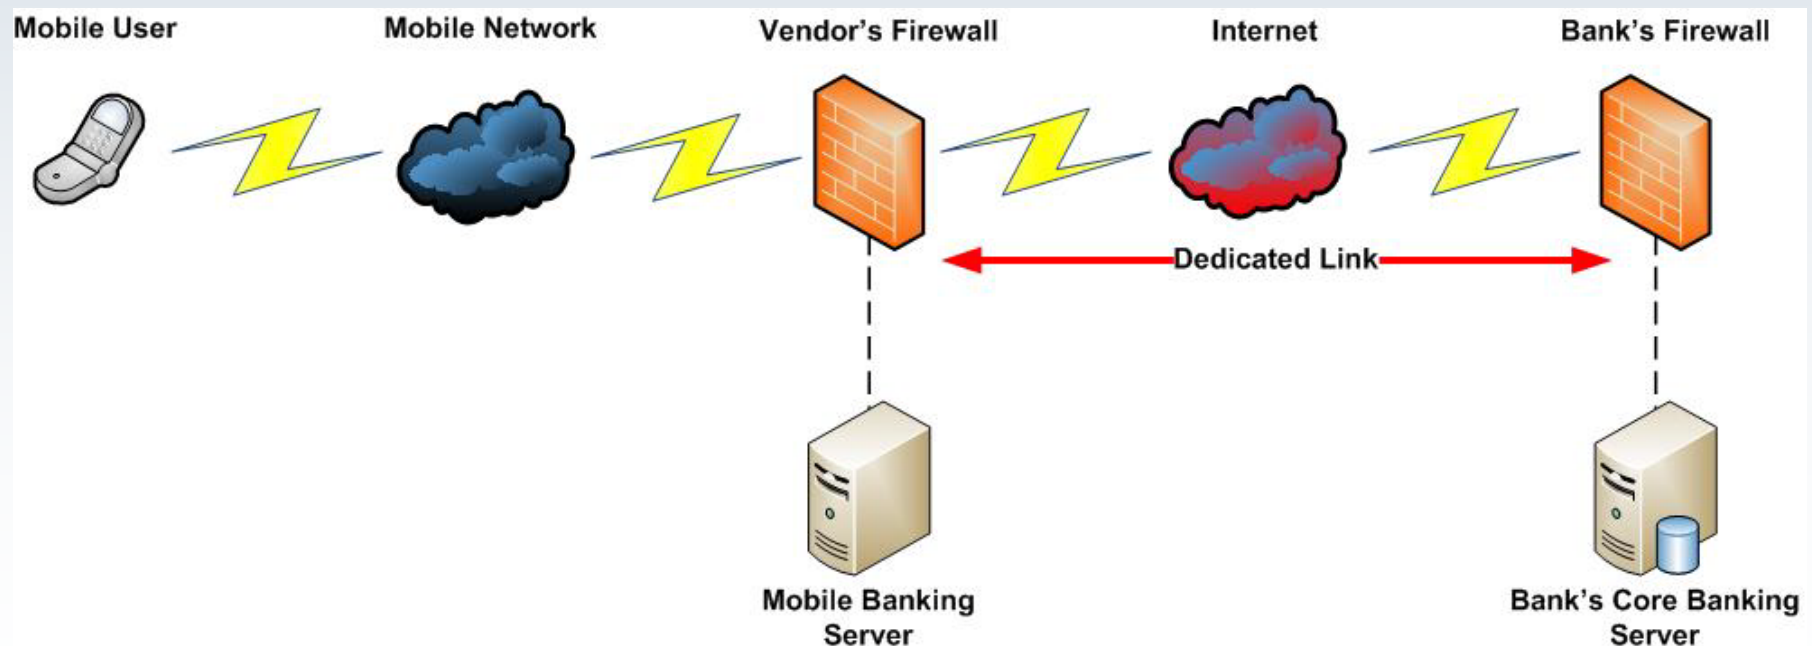 Mobile User
Mobile Network
Vendor's Firewall
Internet
Bank's Firewall
Dedicated Link
Mobile Banking
Server
Bank's Core Banking
Server